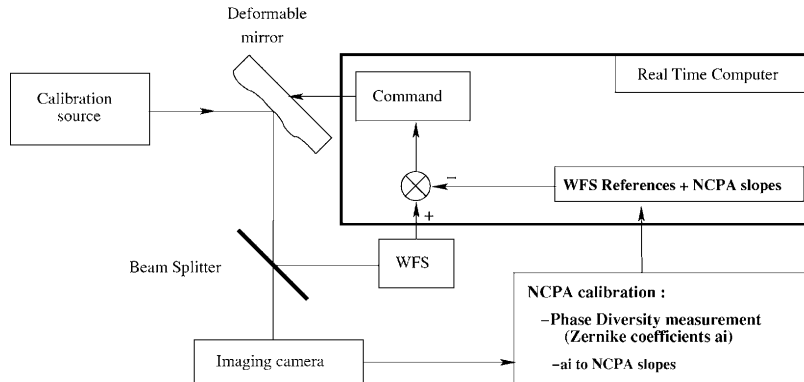 Deformable
mirror
Real Time Computer
Calibration
source
Command
–
WFS References + NCPA slopes
+
Beam Splitter
WFS
NCPA calibration :
–Phase Diversity measurement
(Zernike coefficients ai)
–ai to NCPA slopes
Imaging camera